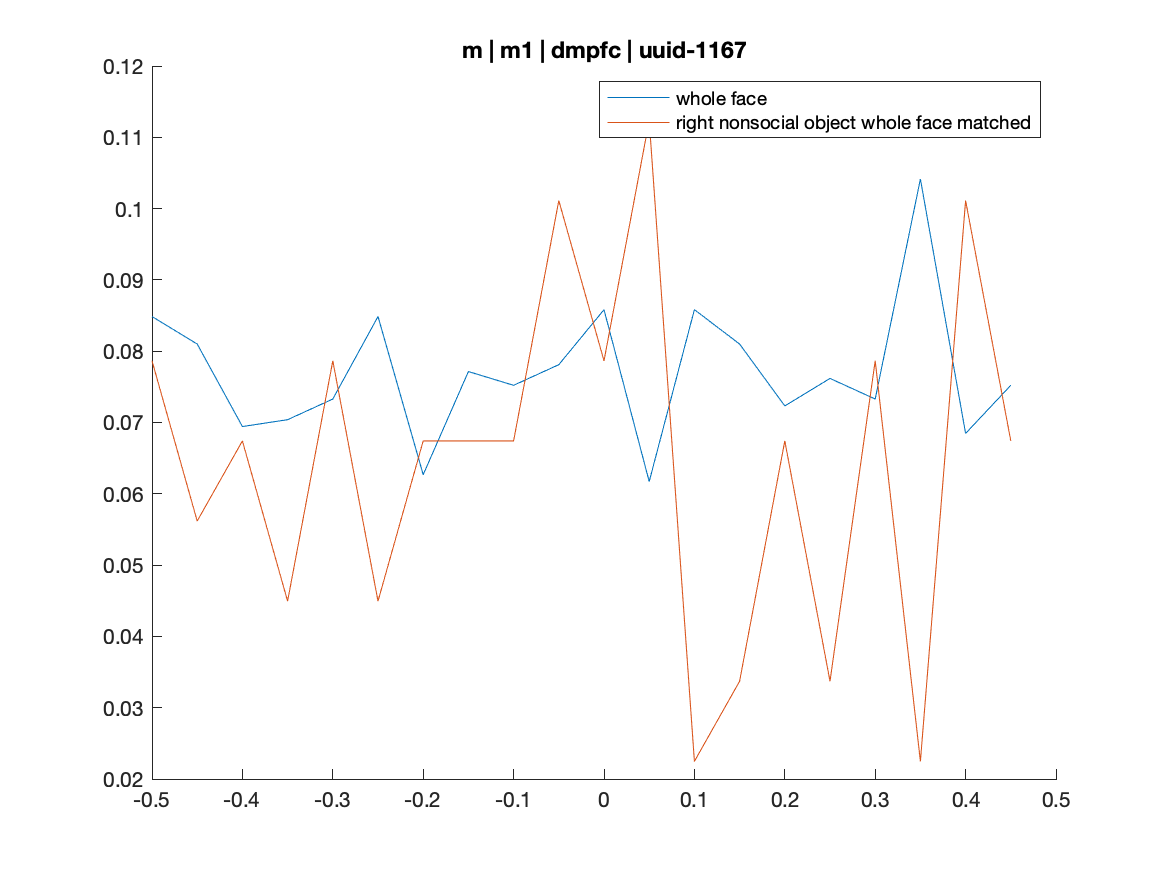 m | m1 | dmpfc | uuid-1167
whole face
right nonsocial object whole face matched
0.12
0.11
0.1
0.09
0.08
0.07
0.06
0.05
0.04
0.03
0.02
-0.5 -0.4 -0.3 -0.2 -0.1 0 0.1 0.2 0.3 0.4 0.5